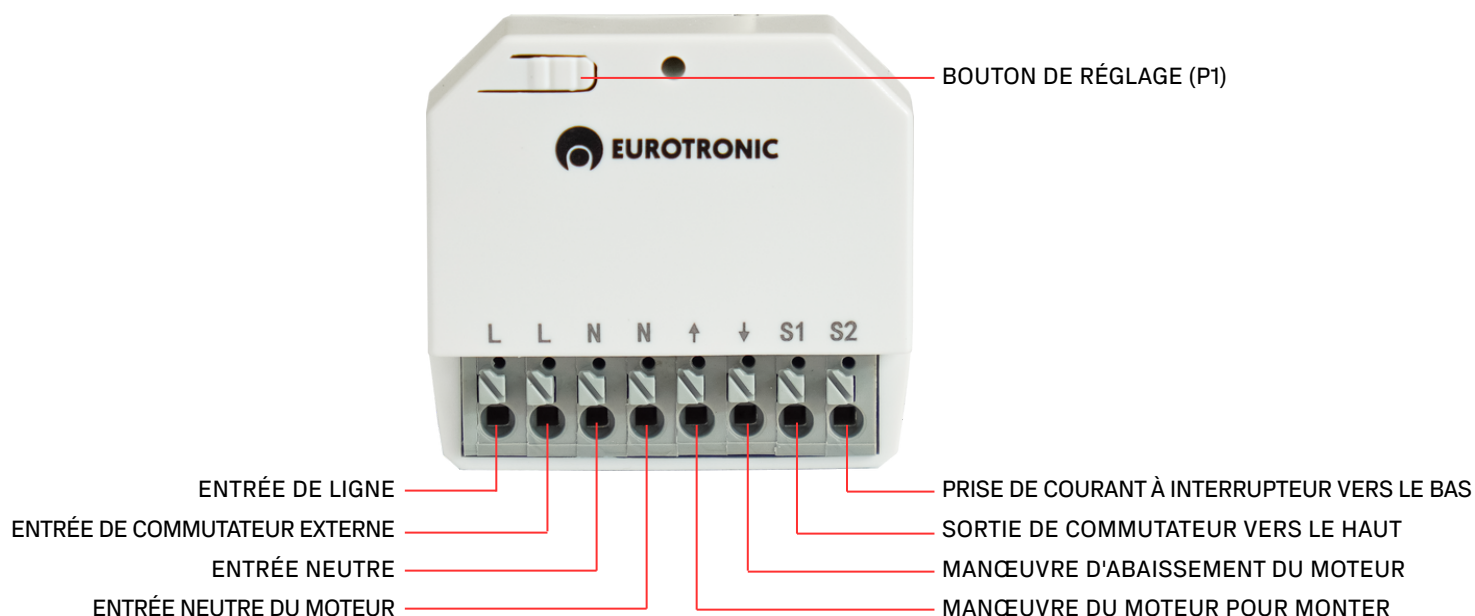 BOUTON DE RÉGLAGE (P1)
EUROTRONIC
L L N N ↑ ↓ S1 S2
ENTRÉE DE LIGNE
PRISE DE COURANT À INTERRUPTEUR VERS LE BAS
ENTRÉE DE COMMUTATEUR EXTERNE
SORTIE DE COMMUTATEUR VERS LE HAUT
ENTRÉE NEUTRE
MANŒUVRE D'ABAISSEMENT DU MOTEUR
ENTRÉE NEUTRE DU MOTEUR
MANŒUVRE DU MOTEUR POUR MONTER